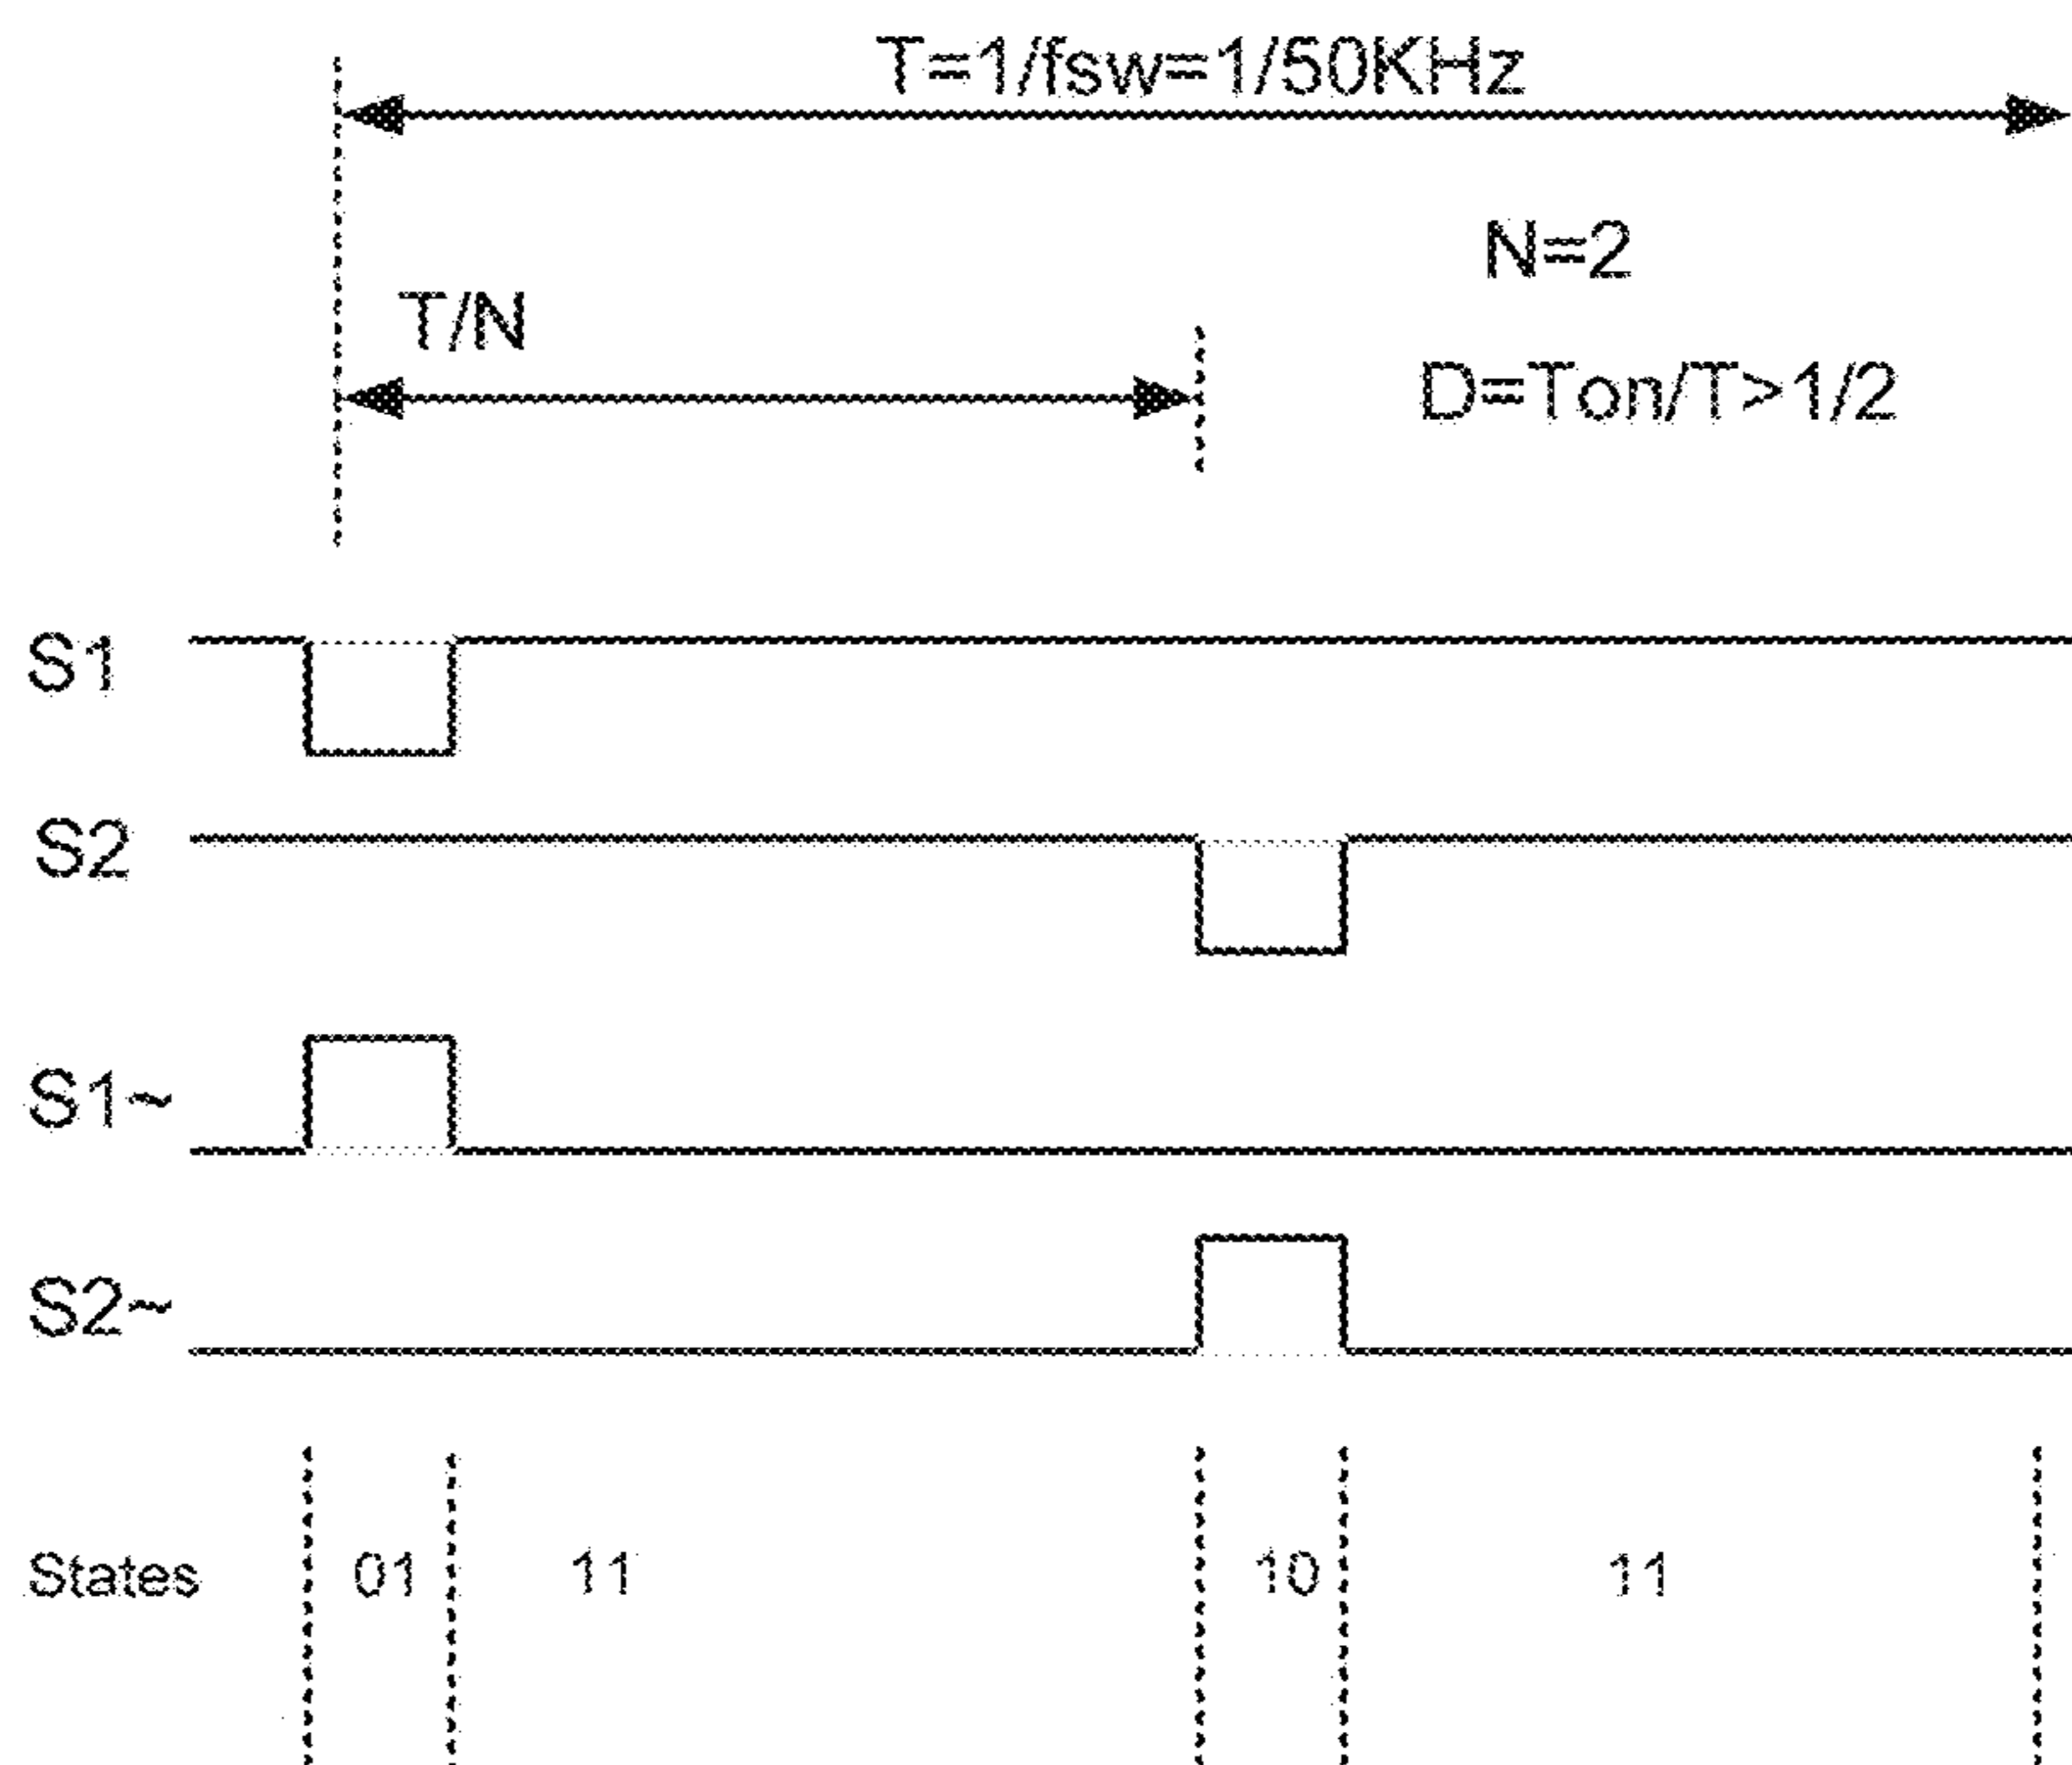 T=1/fsw=1/50KHz
N=2
T/N
D=Ton/T>1/2
S1
S2
S1~
S2~
States 01 11 10 11